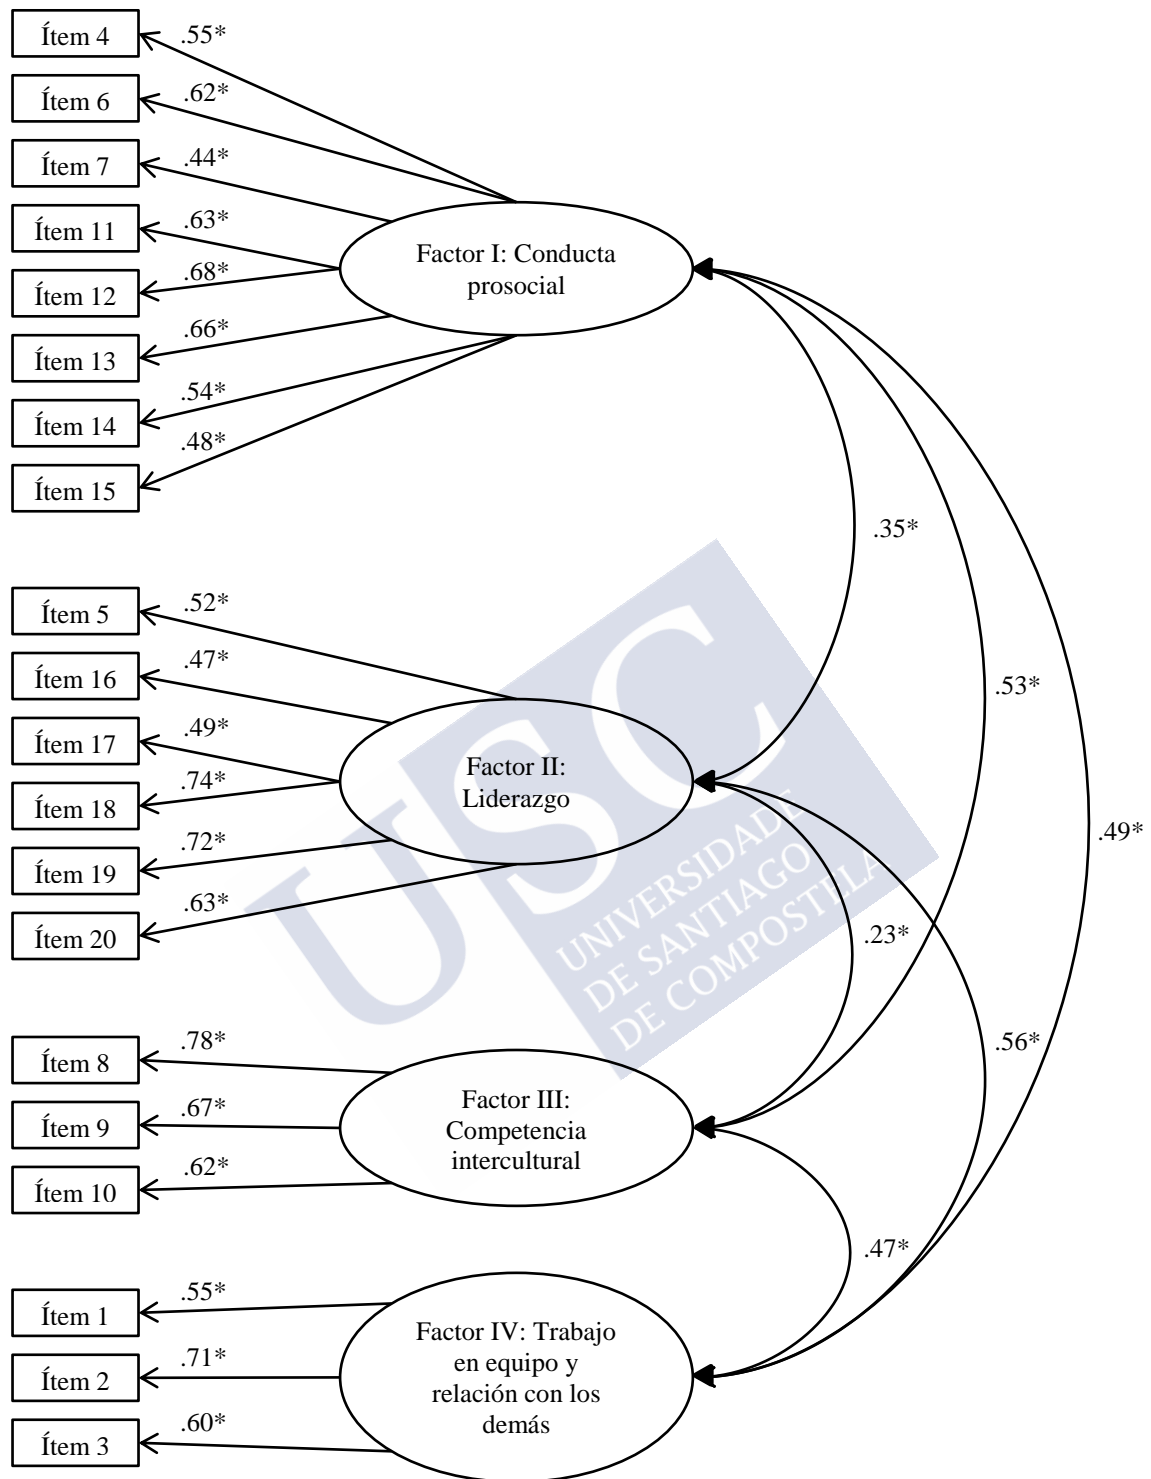 Ítem 4
.55*
Ítem 6
.62*
Ítem 7
.44*
Ítem 11
.63*
Ítem 12
.68*
Ítem 13
.66*
Ítem 14
.54*
Ítem 15
.48*
Factor I: Conducta
prosocial
.35*
Ítem 5
.52*
Ítem 16
.47*
Ítem 17
.49*
Ítem 18
.74*
Ítem 19
.72*
Ítem 20
.63*
Factor II:
Liderazgo
.53*
.49*
.23*
USC
UNIVERSIDADE
DE SANTIAGO
DE COMPOSTELA
Ítem 8
.78*
Ítem 9
.67*
Ítem 10
.62*
Factor III:
Competencia
intercultural
.56*
.47*
Ítem 1
.55*
Ítem 2
.71*
Ítem 3
.60*
Factor IV: Trabajo
en equipo y
relación con los
demás